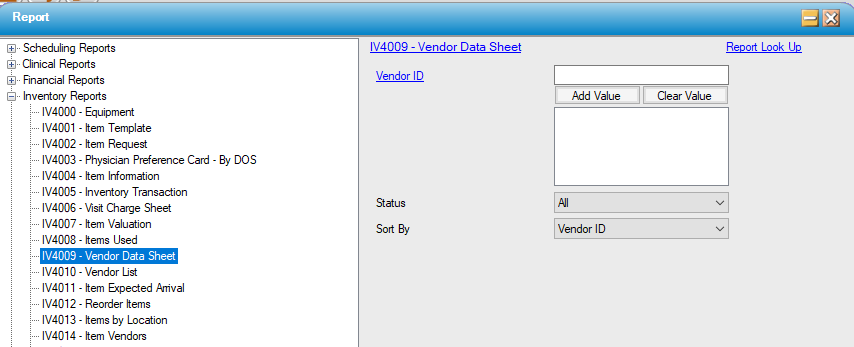 Report
Scheduling Reports
Clinical Reports
Financial Reports
Inventory Reports
IV4000 - Equipment
IV4001 - Item Template
IV4002 - Item Request
IV4003 - Physician Preference Card - By DOS
IV4004 - Item Information
IV4005 - Inventory Transaction
IV4006 - Visit Charge Sheet
IV4007 - Item Valuation
IV4008 - Items Used
IV4009 - Vendor Data Sheet
IV4010 - Vendor List
IV4011 - Item Expected Arrival
IV4012 - Reorder Items
IV4013 - Items by Location
IV4014 - Item Vendors
IV4009 - Vendor Data Sheet Report Look Up
Vendor ID
Add Value Clear Value
Status All
Sort By Vendor ID